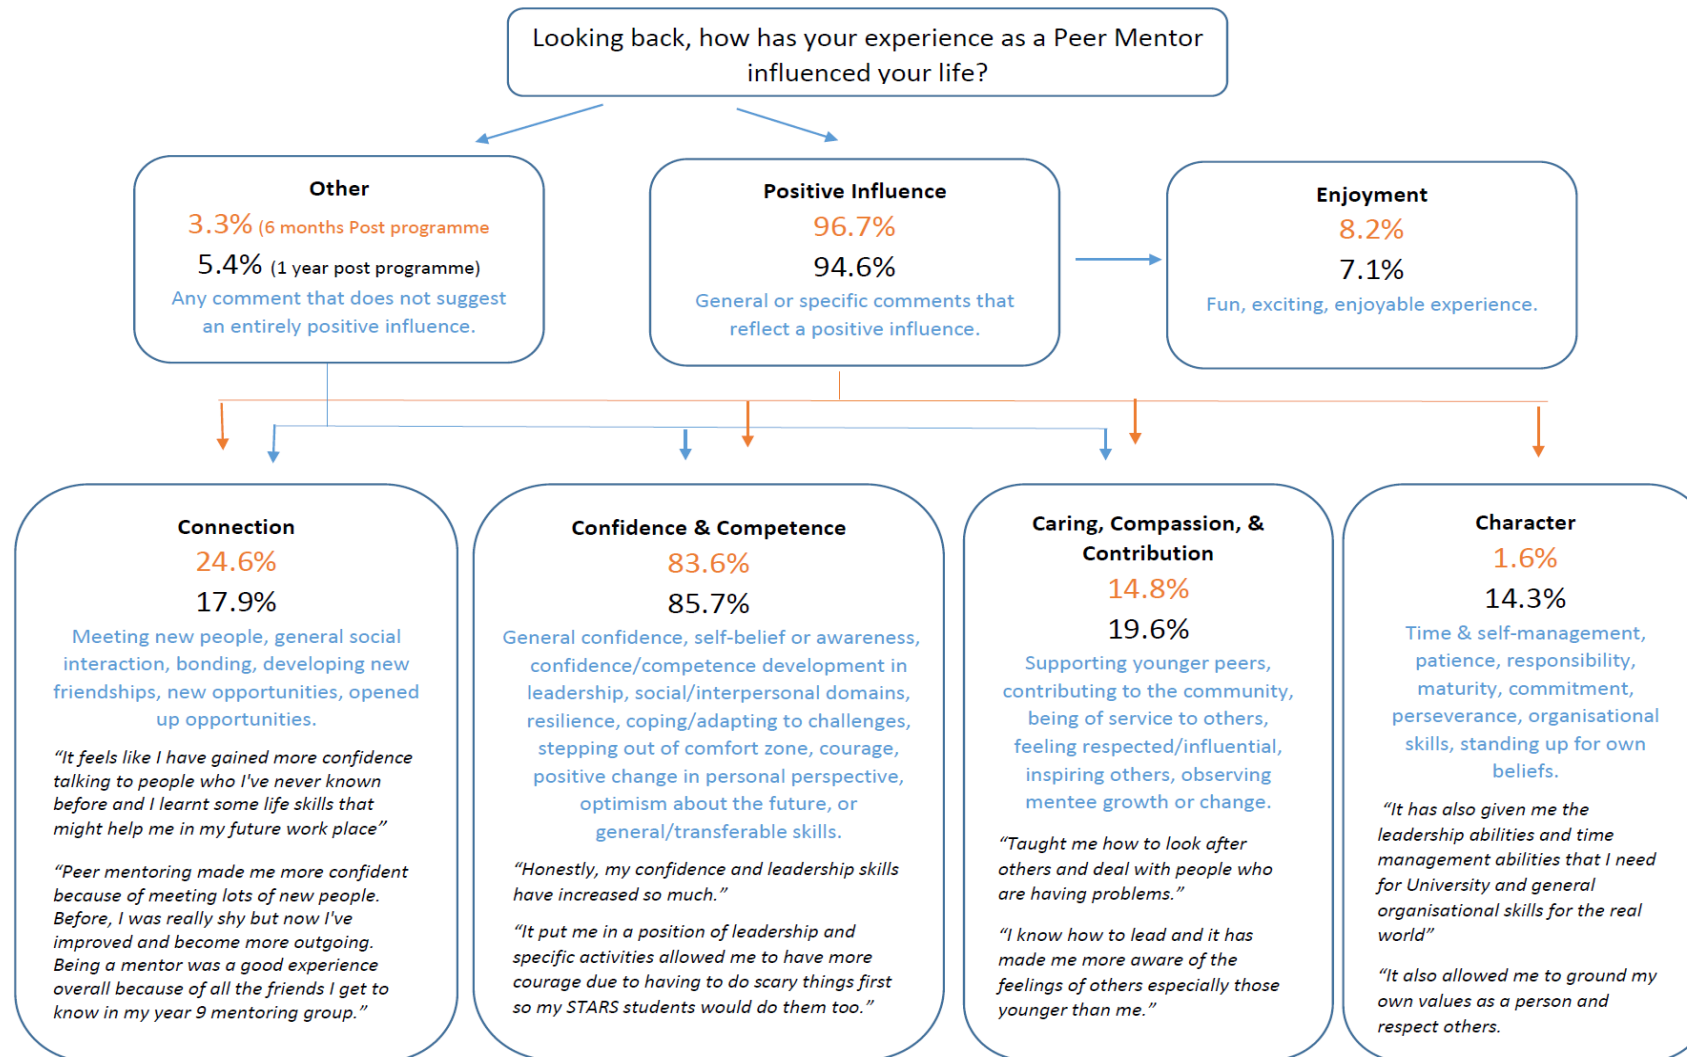 Looking back, how has your experience as a Peer Mentor
influenced your life?
Other
3.3% (6 months Post programme
5.4% (1 year post programme)
Any comment that does not suggest
an entirely positive influence.
Positive Influence
96.7%
94.6%
General or specific comments that
reflect a positive influence.
Enjoyment
8.2%
7.1%
Fun, exciting, enjoyable experience.
Connection
24.6%
17.9%
Meeting new people, general social
interaction, bonding, developing new
friendships, new opportunities, opened
up opportunities.
“It feels like I have gained more confidence
talking to people who I've never known
before and I learnt some life skills that
might help me in my future work place”
“Peer mentoring made me more confident
because of meeting lots of new people.
Before, I was really shy but now I've
improved and become more outgoing.
Being a mentor was a good experience
overall because of all the friends I get to
know in my year 9 mentoring group.”
Confidence & Competence
83.6%
85.7%
General confidence, self-belief or awareness,
confidence/competence development in
leadership, social/interpersonal domains,
resilience, coping/adapting to challenges,
stepping out of comfort zone, courage,
positive change in personal perspective,
optimism about the future, or
general/transferable skills.
“Honestly, my confidence and leadership skills
have increased so much.”
“It put me in a position of leadership and
specific activities allowed me to have more
courage due to having to do scary things first
so my STARS students would do them too.”
Caring, Compassion, &
Contribution
14.8%
19.6%
Supporting younger peers,
contributing to the community,
being of service to others,
feeling respected/influential,
inspiring others, observing
mentee growth or change.
“Taught me how to look after
others and deal with people who
are having problems.”
“I know how to lead and it has
made me more aware of the
feelings of others especially those
younger than me.”
Character
1.6%
14.3%
Time & self-management,
patience, responsibility,
maturity, commitment,
perseverance, organisational
skills, standing up for own
beliefs.
“It has also given me the
leadership abilities and time
management abilities that I need
for University and general
organisational skills for the real
world”
“It also allowed me to ground my
own values as a person and
respect others.